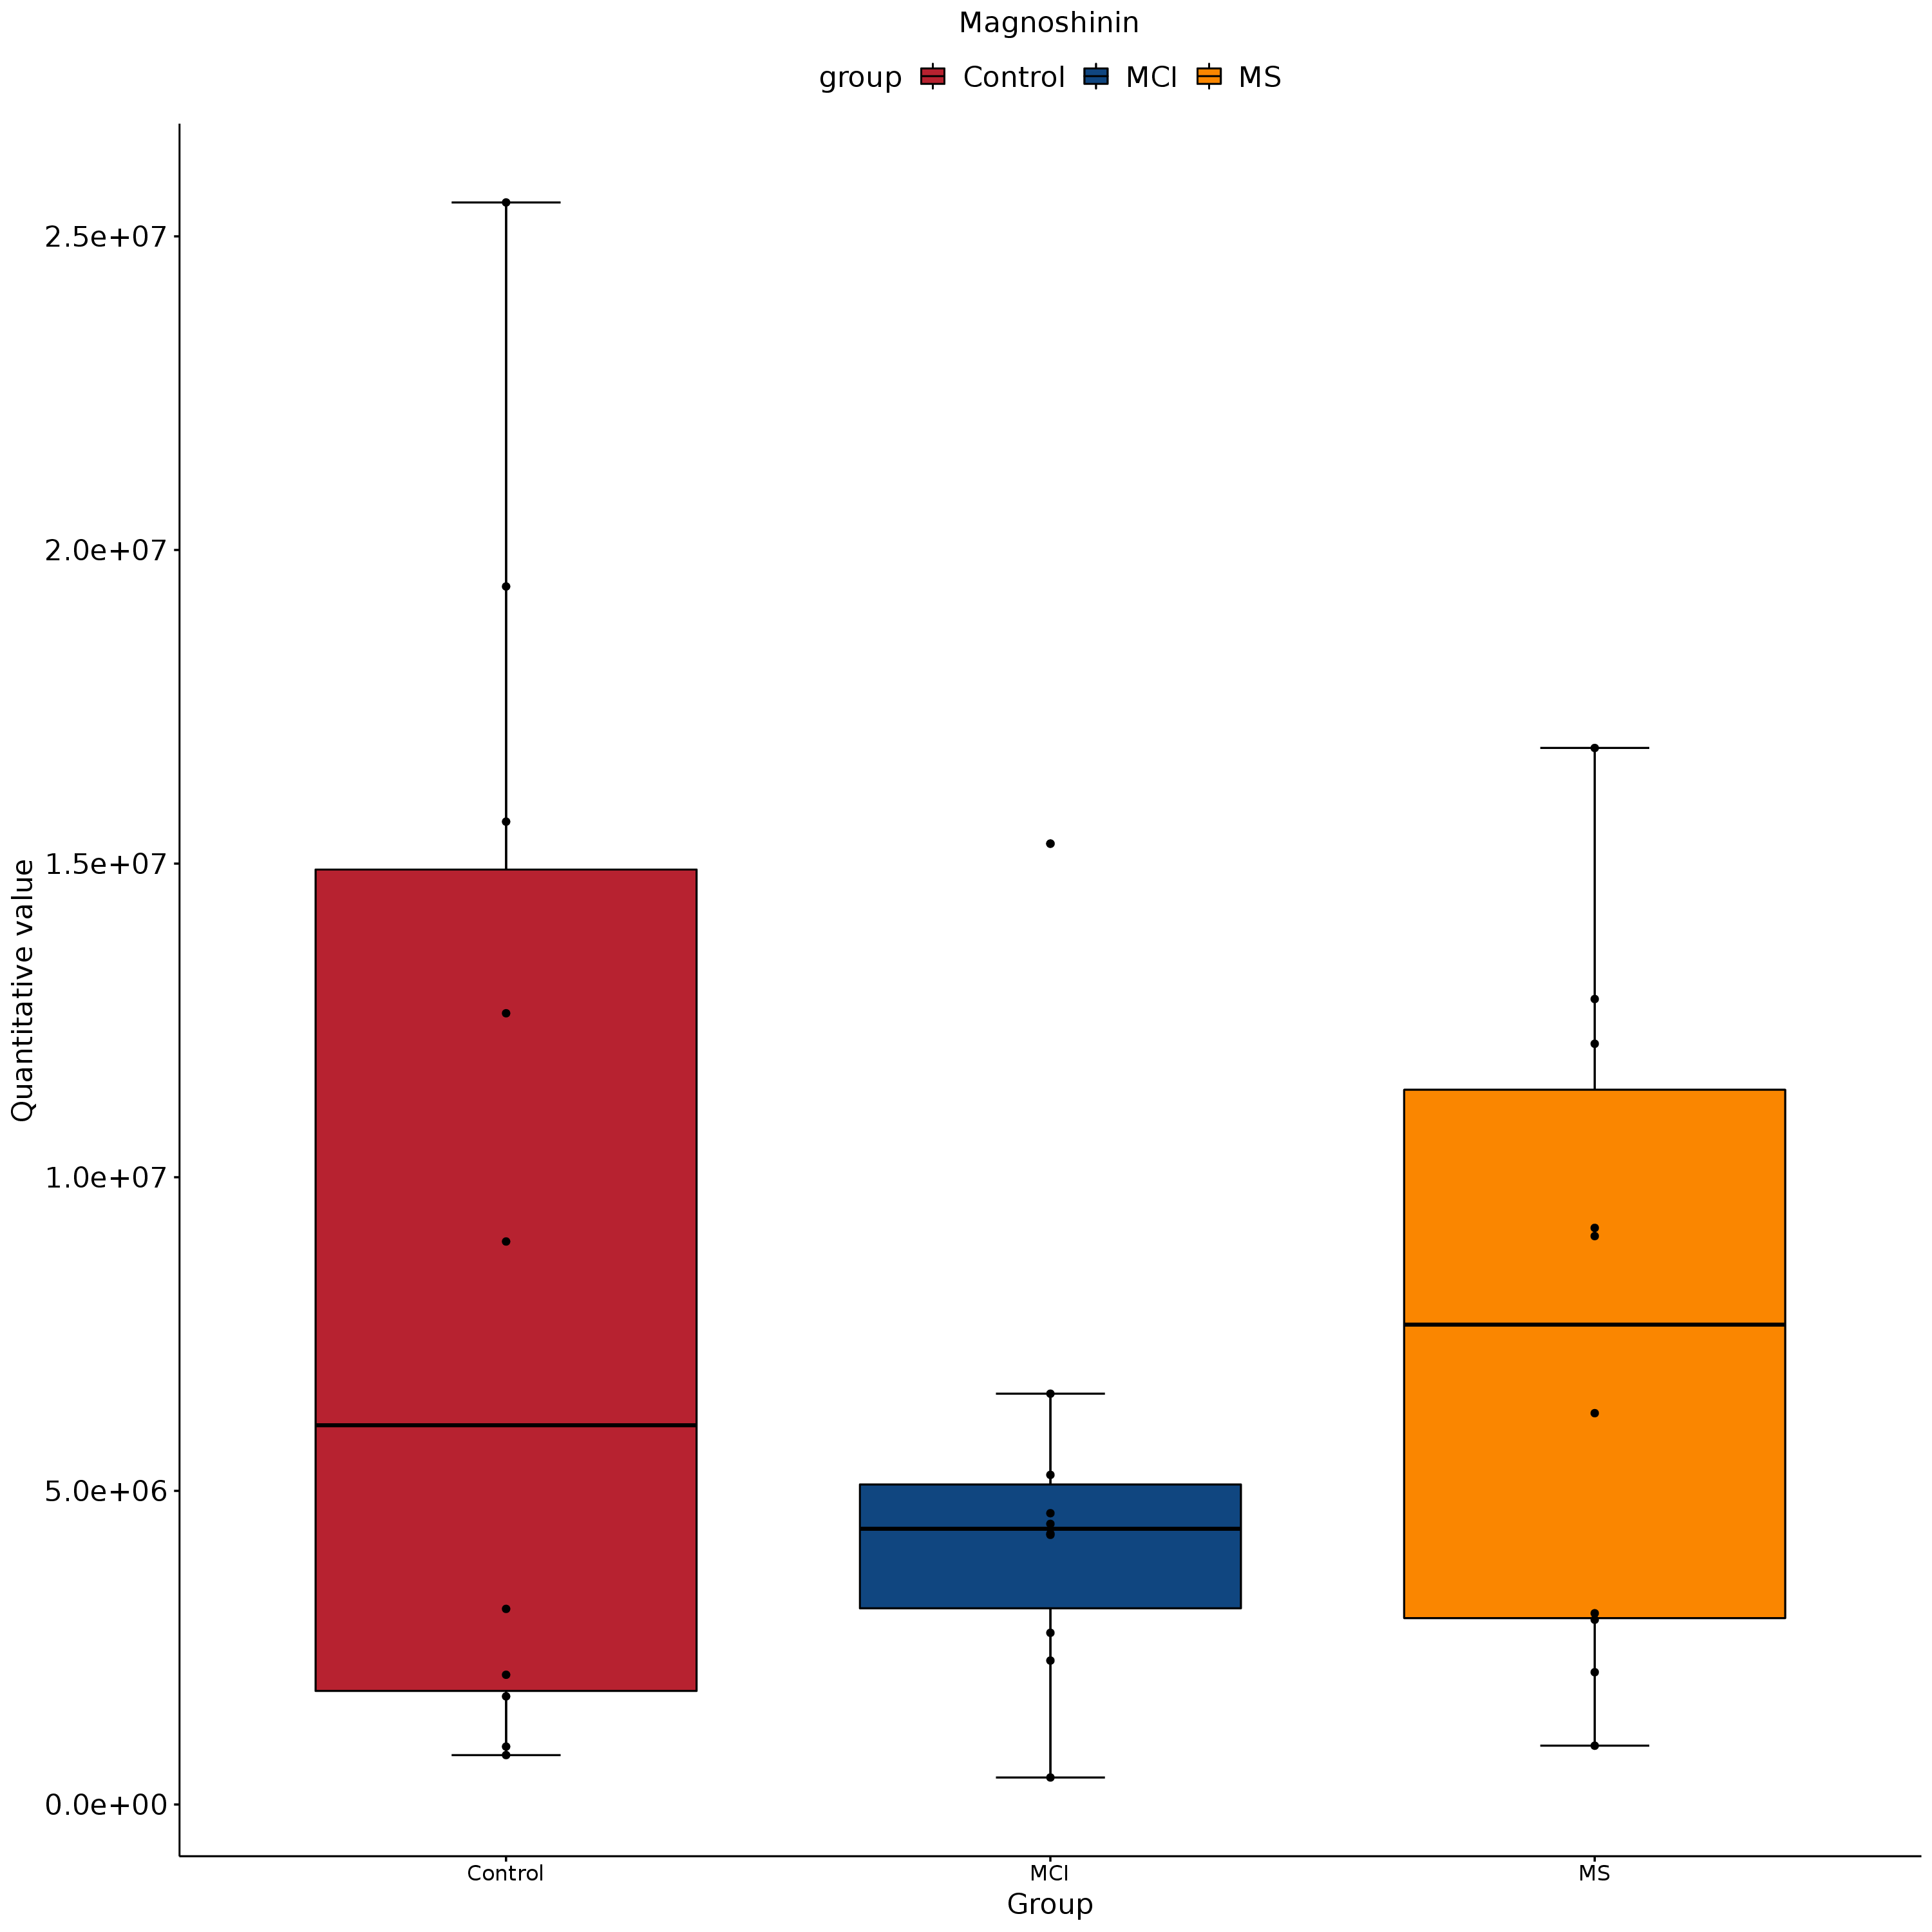 Magnoshinin
group Control MCI MS
Quantitative value
2.5e+07
2.0e+07
1.5e+07
1.0e+07
5.0e+06
0.0e+00
Control MCI MS
Group